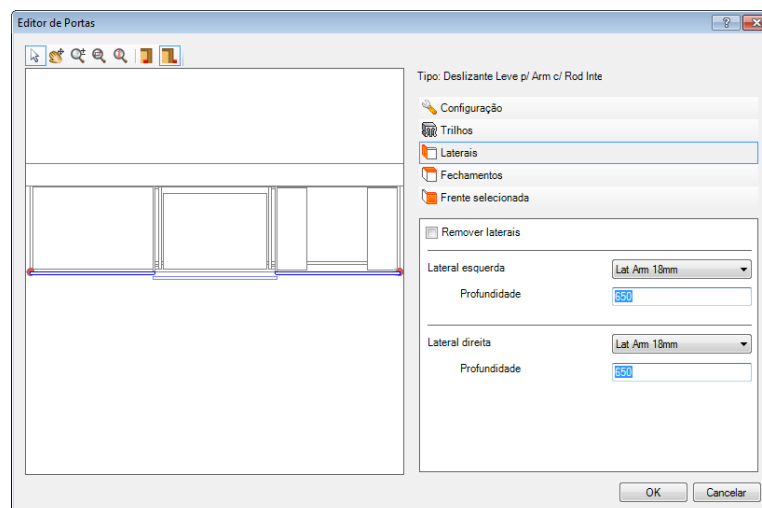 Editor de Portas
Tipo: Deslizante Leve p/ Arm c/ Rod Inte
Configuração
Trilhos
Laterais
Fechamentos
Frente selecionada
Remover laterais
Lateral esquerda
Lat Arm 18mm
Profundidade
650
Lateral direita
Lat Arm 18mm
Profundidade
650
OK
Cancelar